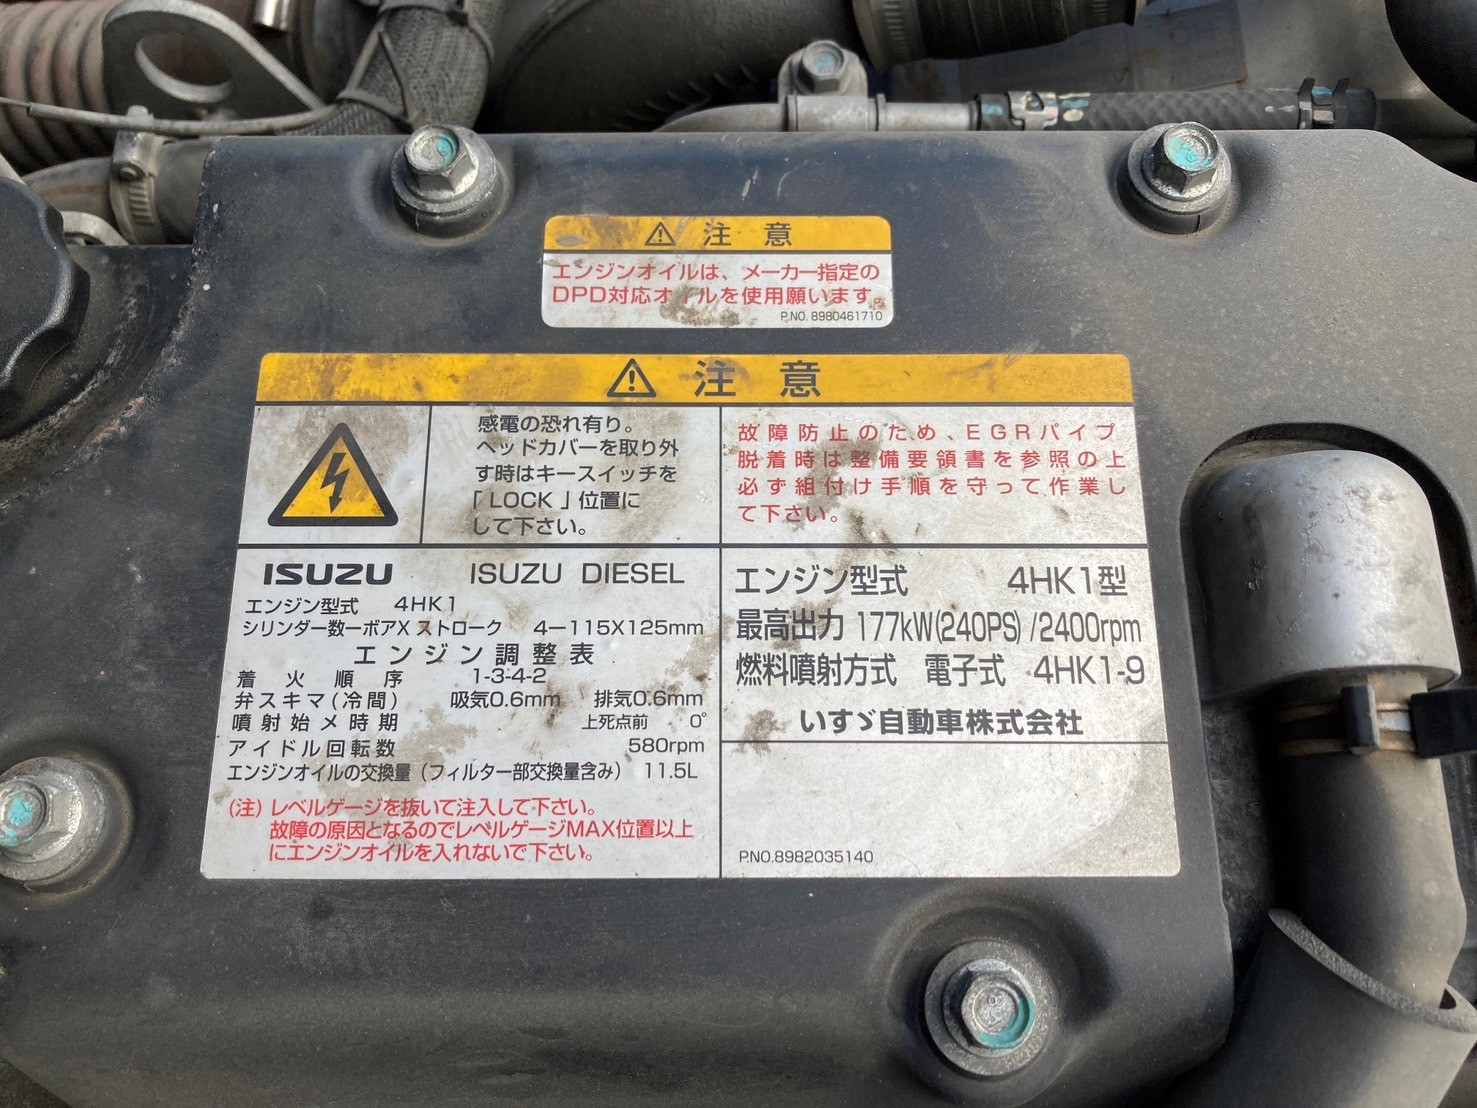 注意
エンジンオイルは、メーカー指定の
DPD対応オイルを使用願います。
P.NO. 8980461710
注意
感電の恐れ有り。
ヘッドカバーを取り外
す時はキースイッチを
「LOCK」位置に
して下さい。
故障防止のため、EGRパイプ
脱着時は整備要領書を参照の上
必ず組付け手順を守って作業し
て下さい。
ISUZU ISUZU DIESEL
エンジン型式 4HK1
シリンダー数ーボアX ストローク 4ー115X125mm
エンジン調整表
着火順序 1-3-4-2
弁スキマ(冷間) 吸気0.6mm 排気0.6mm
噴射始メ時期 上死点前 0°
アイドル回転数 580rpm
エンジンオイルの交換量(フィルター部交換量含み) 11.5L
(注) レベルゲージを抜いて注入して下さい。
故障の原因となるのでレベルゲージMAX位置以上
にエンジンオイルを入れないで下さい。
エンジン型式 4HK1型
最高出力 177kW(240PS)/2400rpm
燃料噴射方式 電子式 4HK1-9
いすゞ自動車株式会社
P.NO.8982035140